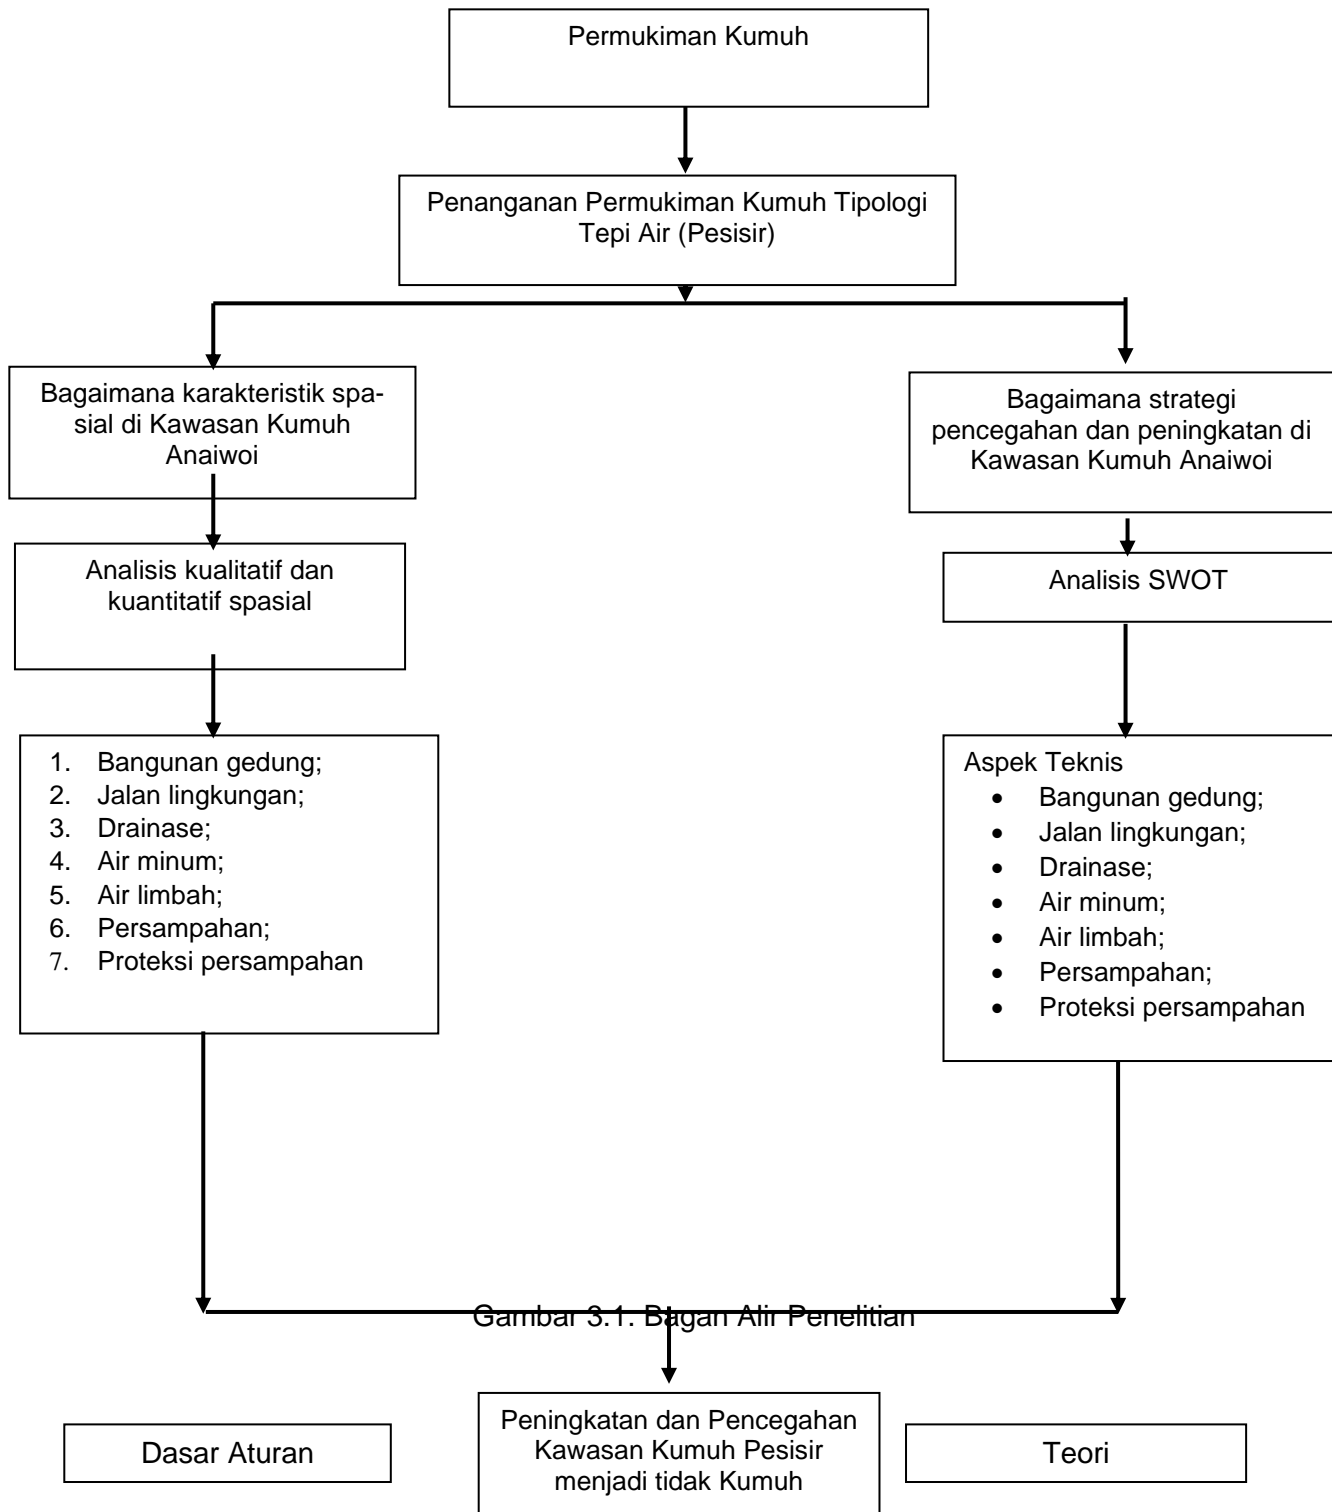 Permukiman Kumuh
Penanganan Permukiman Kumuh Tipologi
Tepi Air (Pesisir)
Bagaimana karakteristik spa-
sial di Kawasan Kumuh
Anaiwoi
Bagaimana strategi
pencegahan dan peningkatan di
Kawasan Kumuh Anaiwoi
Analisis kualitatif dan
kuantitatif spasial
Analisis SWOT
1. Bangunan gedung;
2. Jalan lingkungan;
3. Drainase;
4. Air minum;
5. Air limbah;
6. Persampahan;
7. Proteksi persampahan
Aspek Teknis
• Bangunan gedung;
• Jalan lingkungan;
• Drainase;
• Air minum;
• Air limbah;
• Persampahan;
• Proteksi persampahan
Gambar 3.1. Bagan Alir Penelitian
Dasar Aturan
Peningkatan dan Pencegahan
Kawasan Kumuh Pesisir
menjadi tidak Kumuh
Teori